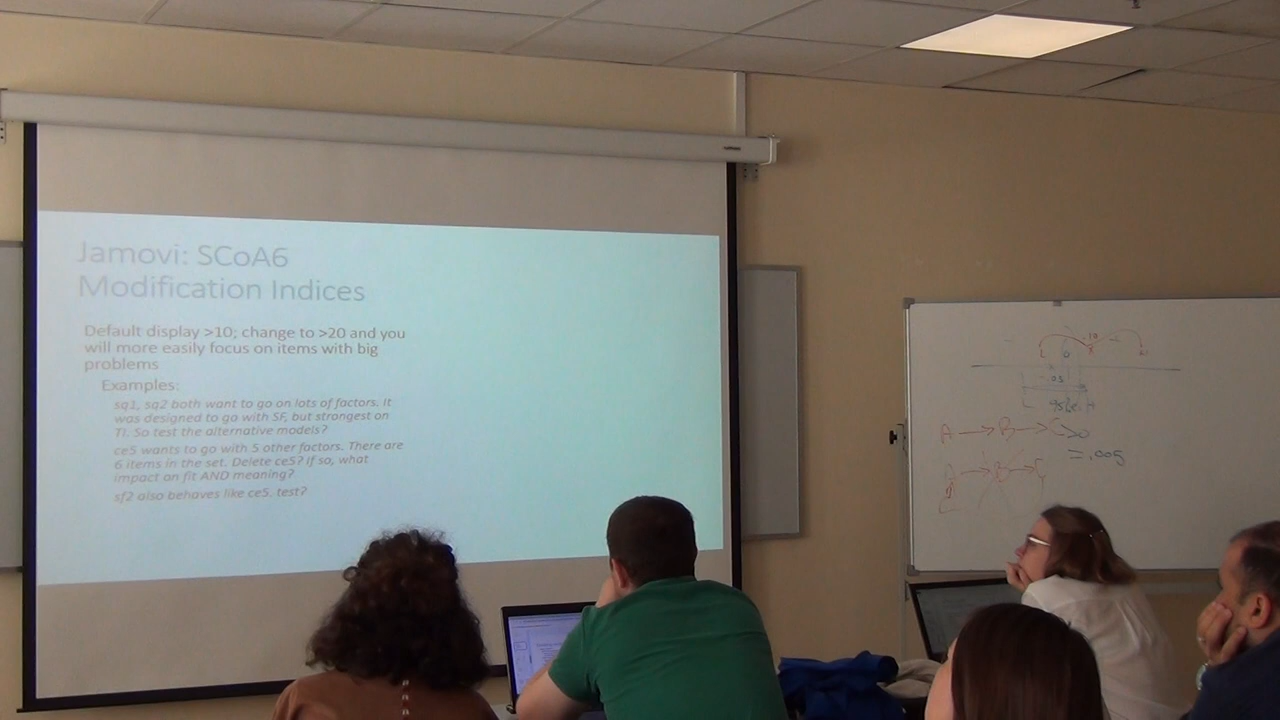 Jamovi: SCoA6
Modification Indices
Default display >10; change to >20 and you
will more easily focus on items with big
problems
Examples:
sq1, sq2 both want to go on lots of factors. It
was designed to go with SF, but strongest on
TI. So test the alternative models?
ce5 wants to go with 5 other factors. There are
6 items in the set. Delete ce5? If so, what
impact on fit AND meaning?
sf2 also behaves like ce5. test?
A → B → C >0
= .005